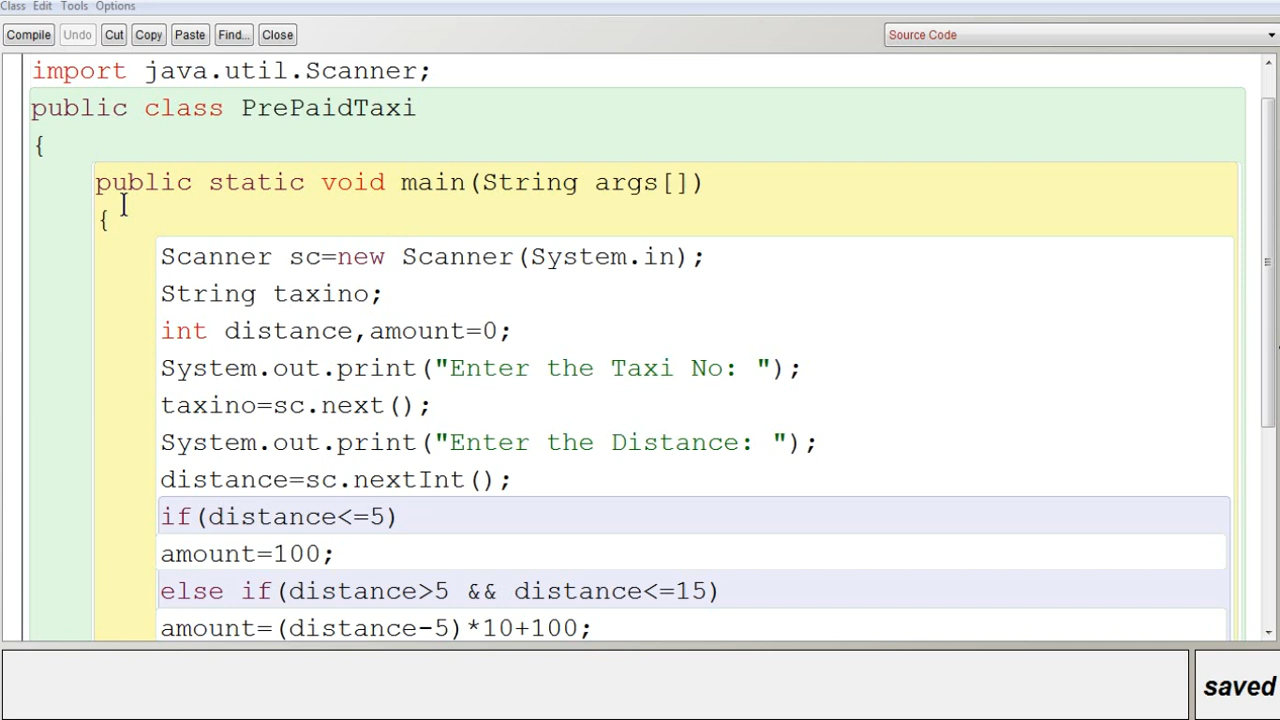 Class Edit Tools Options
Compile Undo Cut Copy Paste Find... Close Source Code
import java.util.Scanner;
public class PrePaidTaxi
{
public static void main(String args[])
{
Scanner sc=new Scanner(System.in);
String taxino;
int distance,amount=0;
System.out.print("Enter the Taxi No: ");
taxino=sc.next();
System.out.print("Enter the Distance: ");
distance=sc.nextInt();
if(distance<=5)
amount=100;
else if(distance>5 && distance<=15)
amount=(distance-5)*10+100;
saved